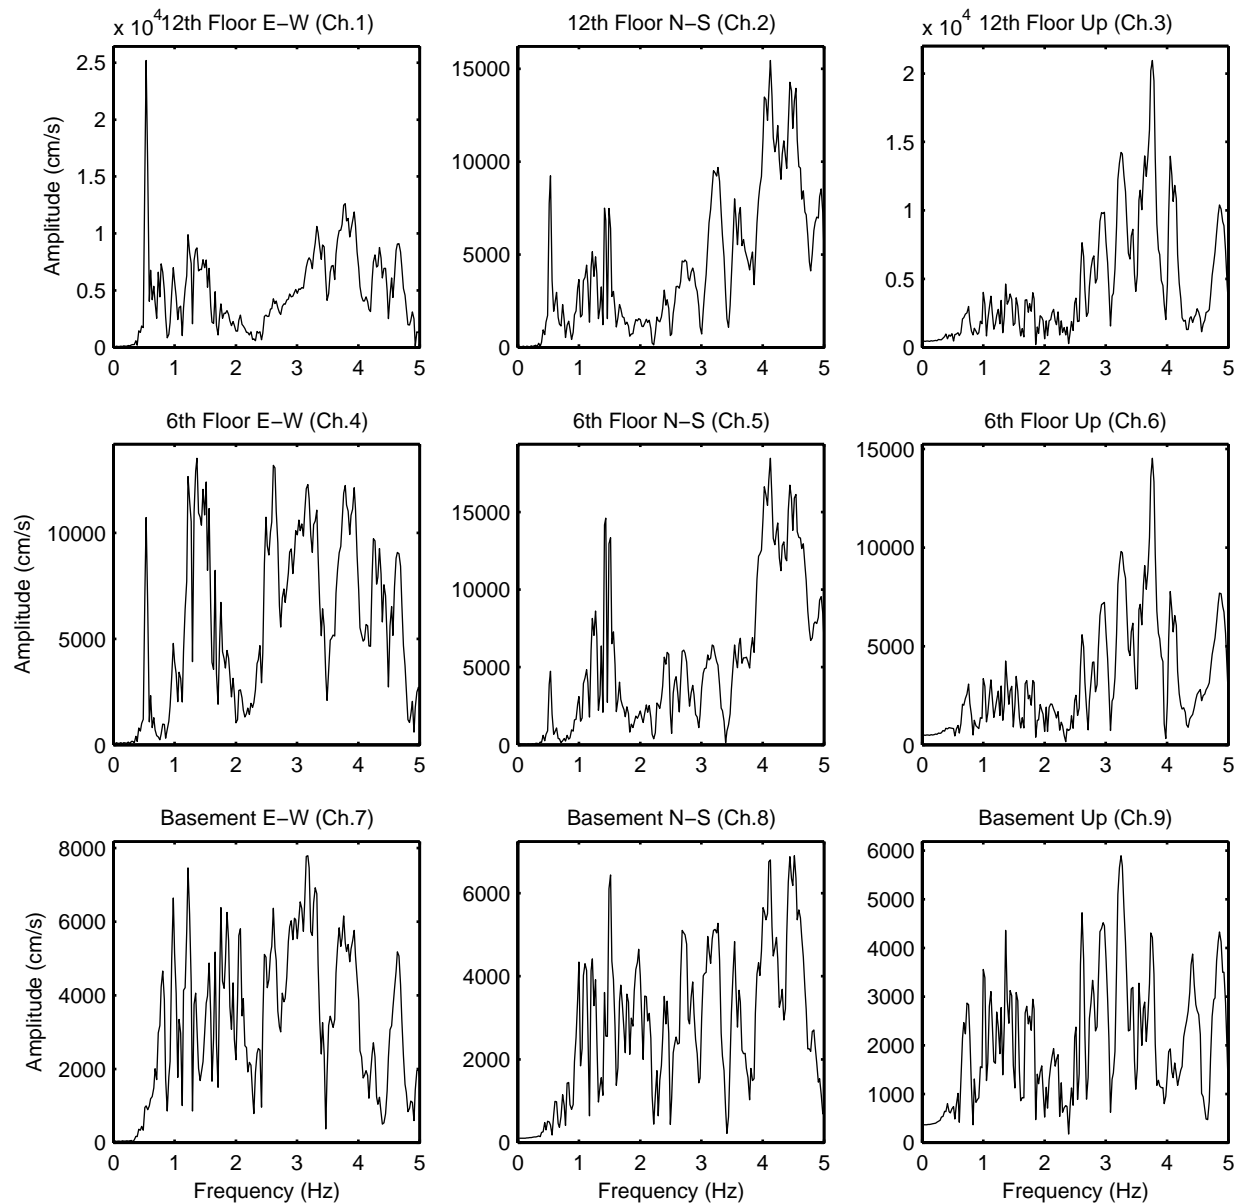 x 10⁴ 12th Floor E−W (Ch.1)
2.5
2
1.5
1
0.5
0
0 1 2 3 4 5
Amplitude (cm/s)
12th Floor N−S (Ch.2)
15000
10000
5000
0
0 1 2 3 4 5
x 10⁴ 12th Floor Up (Ch.3)
2
1.5
1
0.5
0
0 1 2 3 4 5
6th Floor E−W (Ch.4)
10000
5000
0
0 1 2 3 4 5
Amplitude (cm/s)
6th Floor N−S (Ch.5)
15000
10000
5000
0
0 1 2 3 4 5
6th Floor Up (Ch.6)
15000
10000
5000
0
0 1 2 3 4 5
Basement E−W (Ch.7)
8000
6000
4000
2000
0
0 1 2 3 4 5
Amplitude (cm/s)
Frequency (Hz)
Basement N−S (Ch.8)
6000
4000
2000
0
0 1 2 3 4 5
Frequency (Hz)
Basement Up (Ch.9)
6000
5000
4000
3000
2000
1000
0
0 1 2 3 4 5
Frequency (Hz)